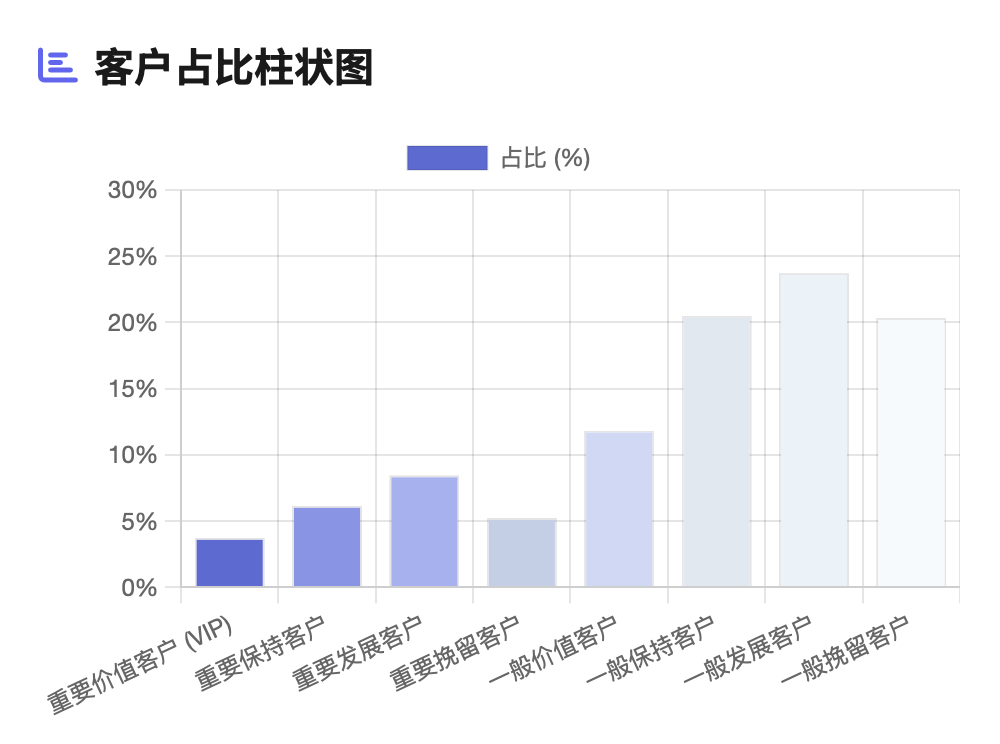 客户占比柱状图
占比 (%)
30%
25%
20%
15%
10%
5%
0%
重要价值客户 (VIP)
重要保持客户
重要发展客户
重要挽留客户
一般价值客户
一般保持客户
一般发展客户
一般挽留客户